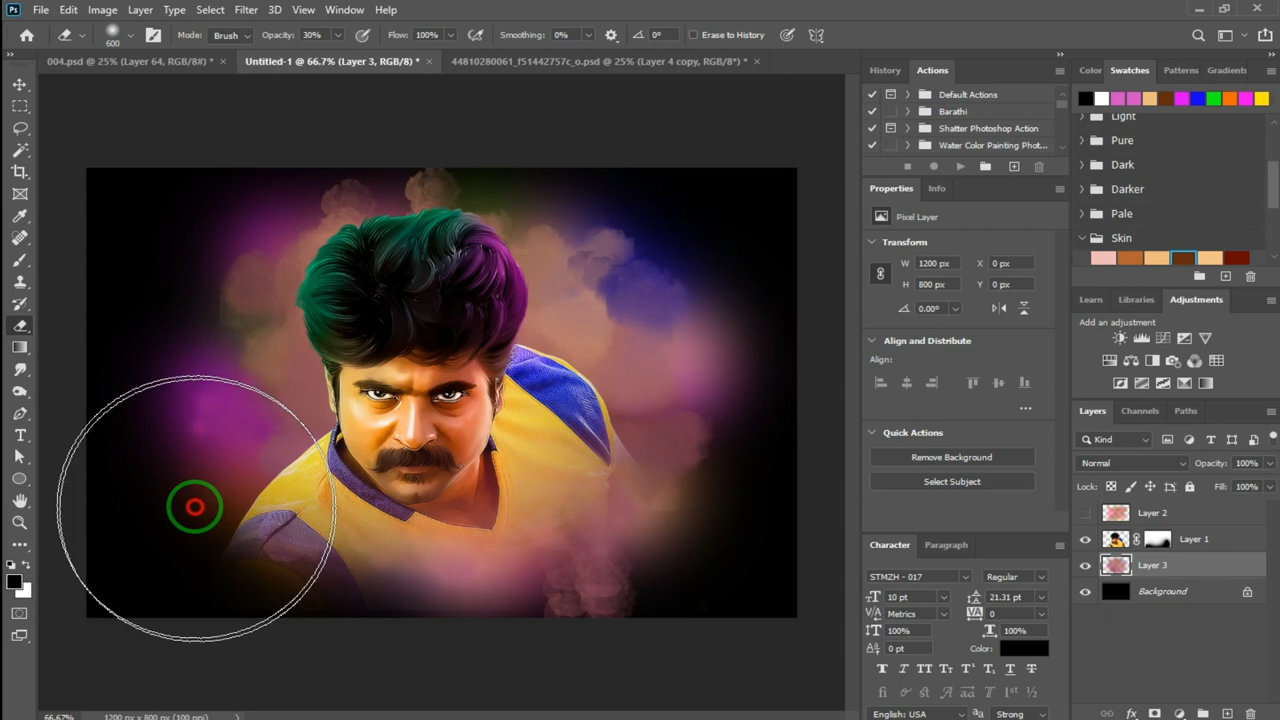 Ps File Edit Image Layer Type Select Filter 3D View Window Help
600 Mode: Brush Opacity: 30% Flow: 100% Smoothing: 0% 0° Erase to History
004.psd @ 25% (Layer 64, RGB/8#) * × Untitled-1 @ 66.7% (Layer 3, RGB/8) * × 44810280061_f51442757c_o.psd @ 25% (Layer 4 copy, RGB/8*) * ×
History Actions
Default Actions
Barathi
Shatter Photoshop Action
Water Color Painting Phot...
Properties Info
Pixel Layer
Transform
W 1200 px X 0 px
H 800 px Y 0 px
0.00°
Align and Distribute
Align:
Quick Actions
Remove Background
Select Subject
Character Paragraph
STMZH - 017 Regular
10 pt 21.31 pt
Metrics 0
100% 100%
0 pt Color:
English: USA Strong
Color Swatches Patterns Gradients
Light
Pure
Dark
Darker
Pale
Skin
Learn Libraries Adjustments
Add an adjustment
Layers Channels Paths
Kind
Normal Opacity: 100%
Lock: Fill: 100%
Layer 2
Layer 1
Layer 3
Background
66.67% 1200 px x 800 px (100 ppi)